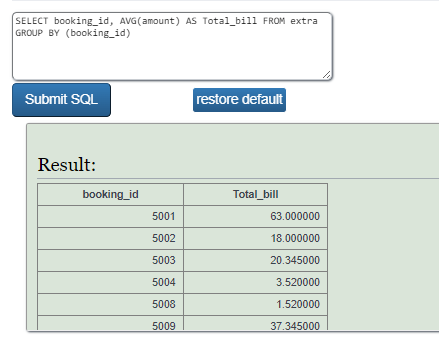 SELECT booking_id, AVG(amount) AS Total_bill FROM extra
GROUP BY (booking_id)
Submit SQL restore default
Result:
booking_id Total_bill
5001 63.000000
5002 18.000000
5003 20.345000
5004 3.520000
5008 1.520000
5009 37.345000